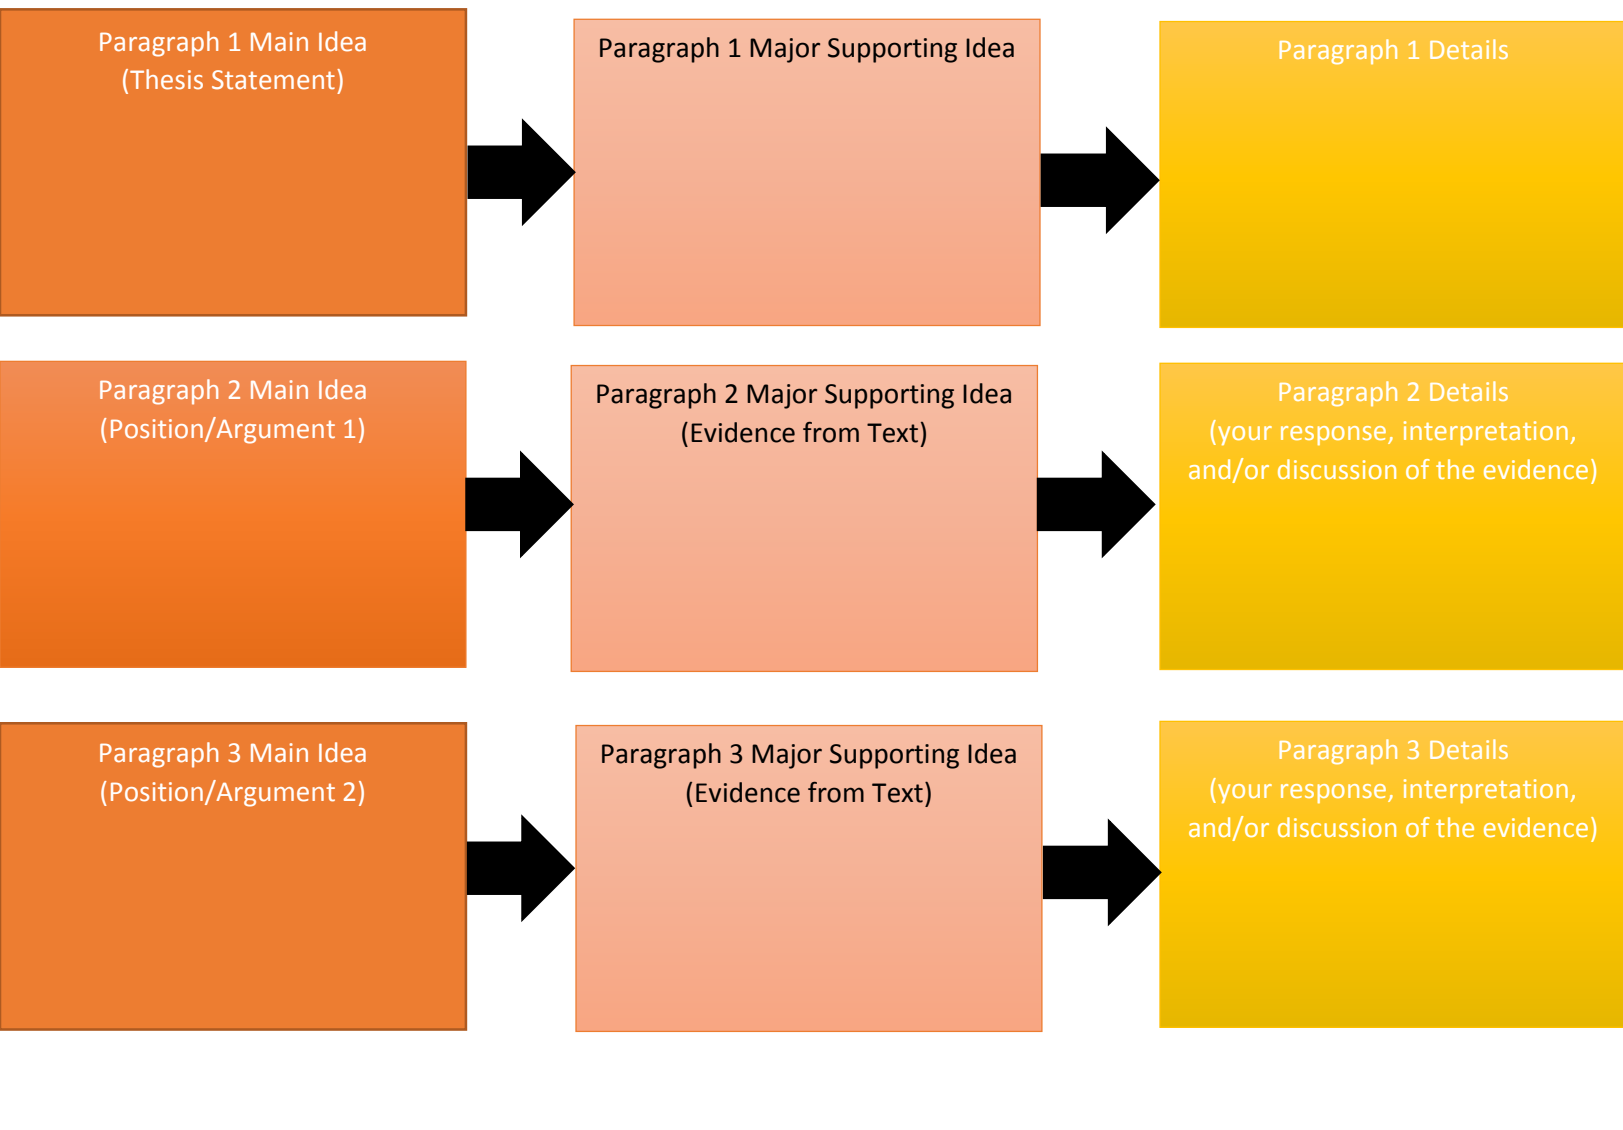 Paragraph 1 Main Idea
(Thesis Statement)
Paragraph 1 Major Supporting Idea
Paragraph 1 Details
Paragraph 2 Main Idea
(Position/Argument 1)
Paragraph 2 Major Supporting Idea
(Evidence from Text)
Paragraph 2 Details
(your response, interpretation,
and/or discussion of the evidence)
Paragraph 3 Main Idea
(Position/Argument 2)
Paragraph 3 Major Supporting Idea
(Evidence from Text)
Paragraph 3 Details
(your response, interpretation,
and/or discussion of the evidence)